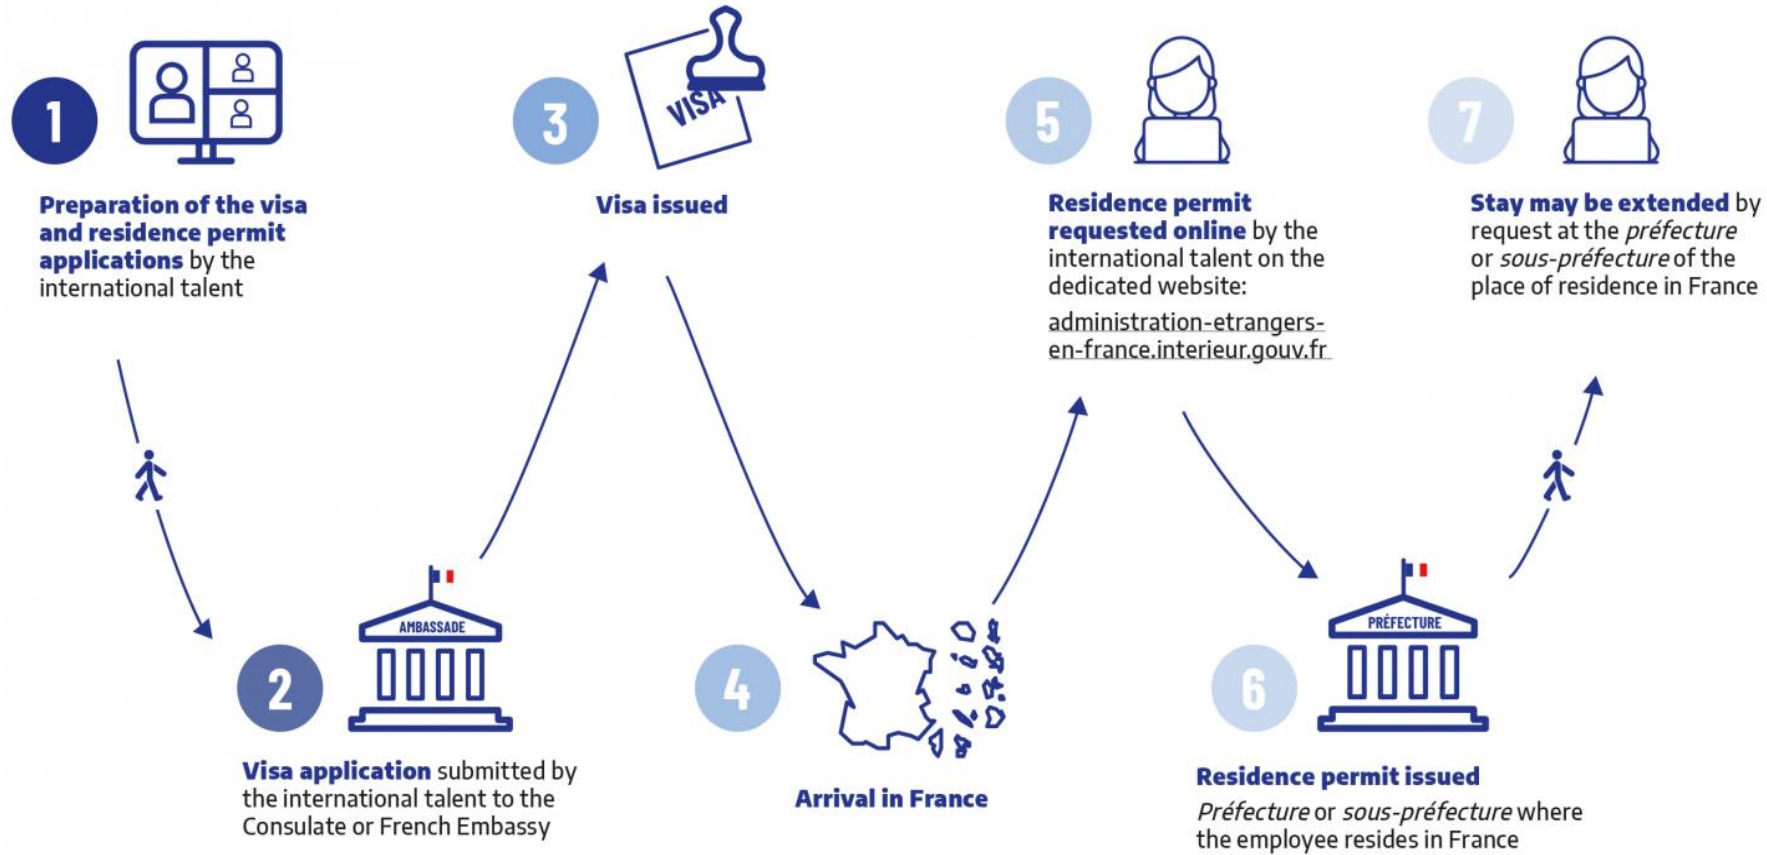 1
Preparation of the visa
and residence permit
applications by the
international talent
2
AMBASSADE
Visa application submitted by
the international talent to the
Consulate or French Embassy
3
VISA
Visa issued
4
Arrival in France
5
Residence permit
requested online by the
international talent on the
dedicated website:
administration-etrangers-
en-france.interieur.gouv.fr
6
PRÉFECTURE
Residence permit issued
Préfecture or sous-préfecture where
the employee resides in France
7
Stay may be extended by
request at the préfecture
or sous-préfecture of the
place of residence in France